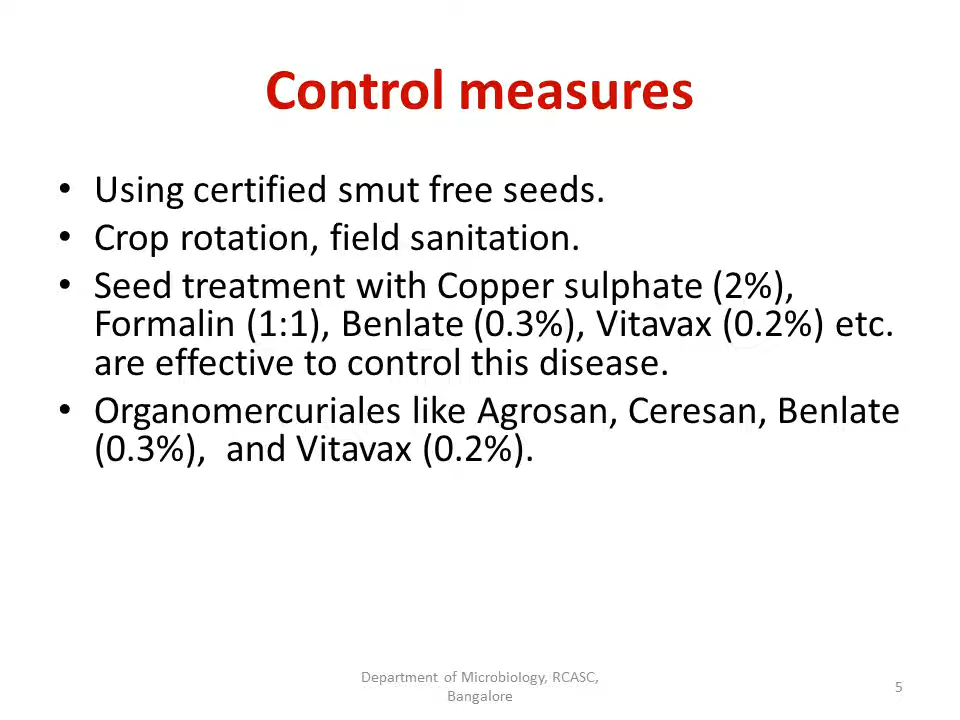 Control measures
• Using certified smut free seeds.
• Crop rotation, field sanitation.
• Seed treatment with Copper sulphate (2%),
Formalin (1:1), Benlate (0.3%), Vitavax (0.2%) etc.
are effective to control this disease.
• Organomercuriales like Agrosan, Ceresan, Benlate
(0.3%),  and Vitavax (0.2%).
Department of Microbiology, RCASC,
Bangalore
5